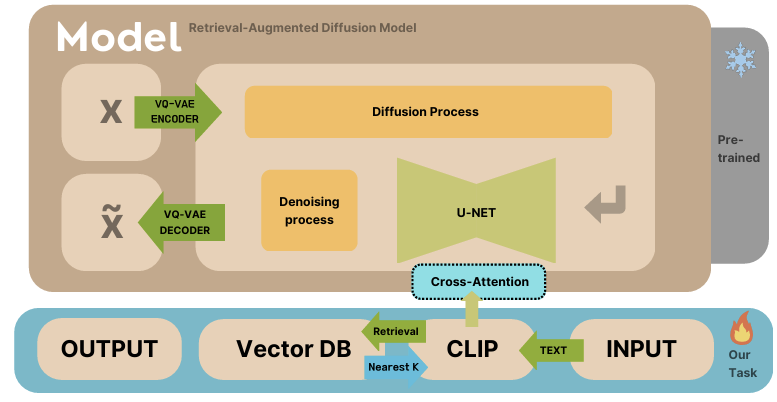 Model
Retrieval-Augmented Diffusion Model
X
VQ-VAE
ENCODER
Diffusion Process
Pre-
trained
x̃
VQ-VAE
DECODER
Denoising
process
U-NET
Cross-Attention
OUTPUT
Vector DB
Retrieval
Nearest K
CLIP
TEXT
INPUT
Our
Task